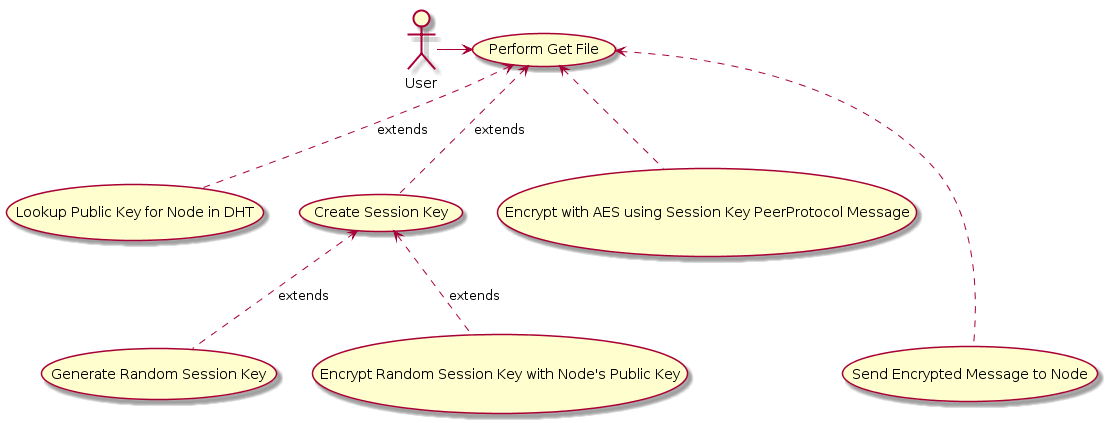 Perform Get File
User
extends
extends
Lookup Public Key for Node in DHT
Create Session Key
Encrypt with AES using Session Key PeerProtocol Message
extends
extends
Generate Random Session Key
Encrypt Random Session Key with Node's Public Key
Send Encrypted Message to Node